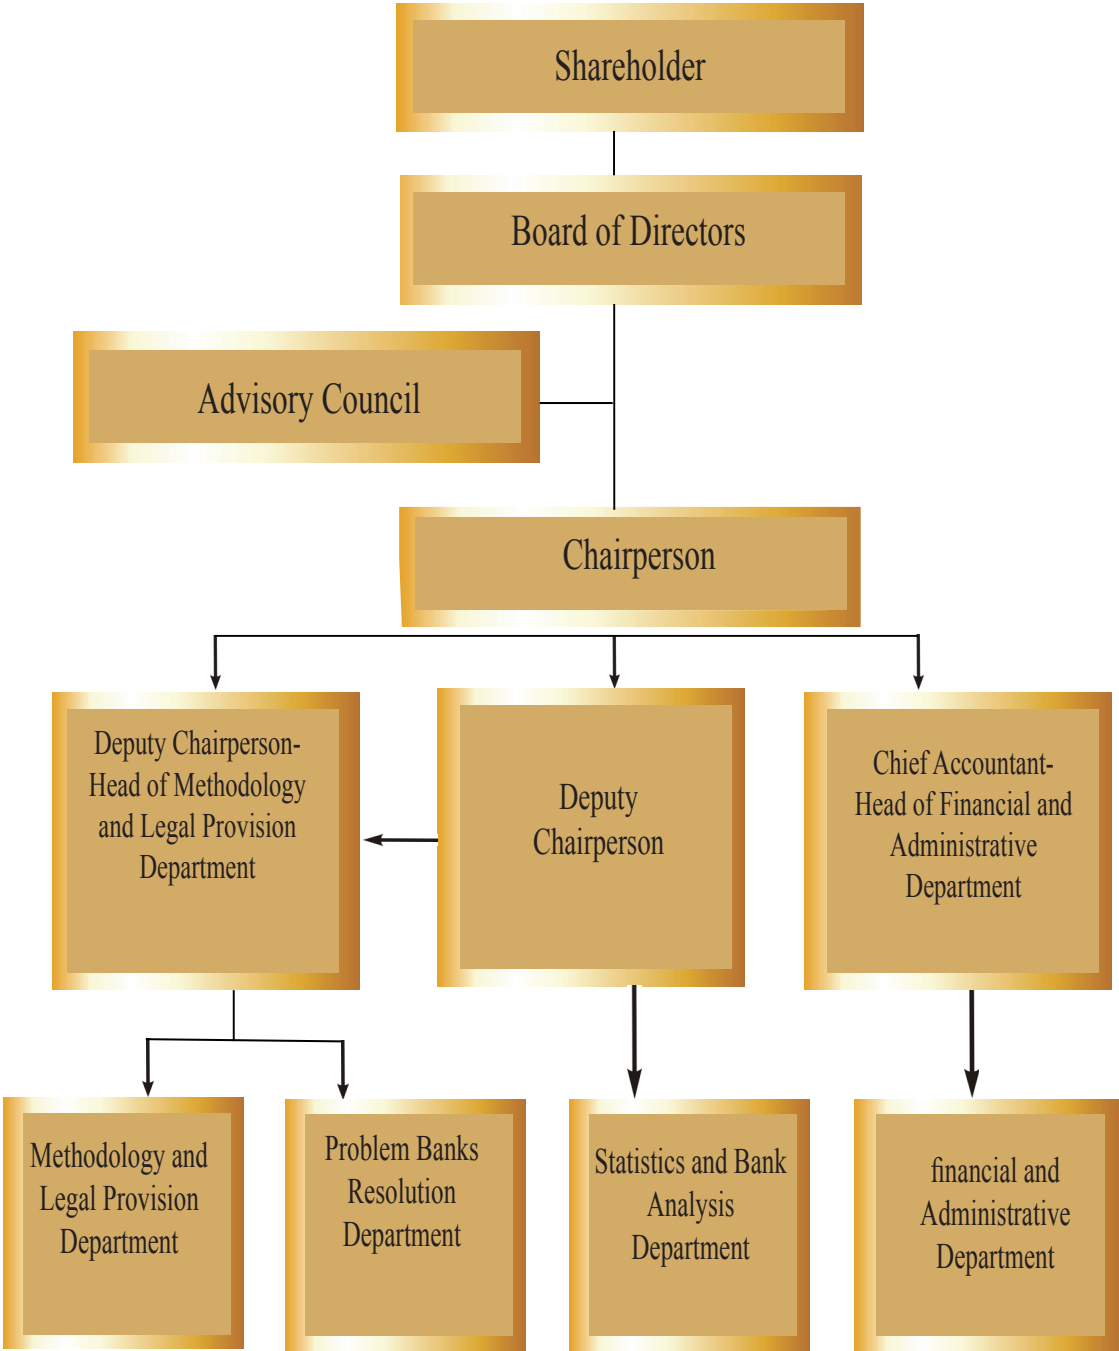 Shareholder
Board of Directors
Advisory Council
Chairperson
Deputy Chairperson-
Head of Methodology
and Legal Provision
Department
Deputy
Chairperson
Chief Accountant-
Head of Financial and
Administrative
Department
Methodology and
Legal Provision
Department
Problem Banks
Resolution
Department
Statistics and Bank
Analysis
Department
financial and
Administrative
Department